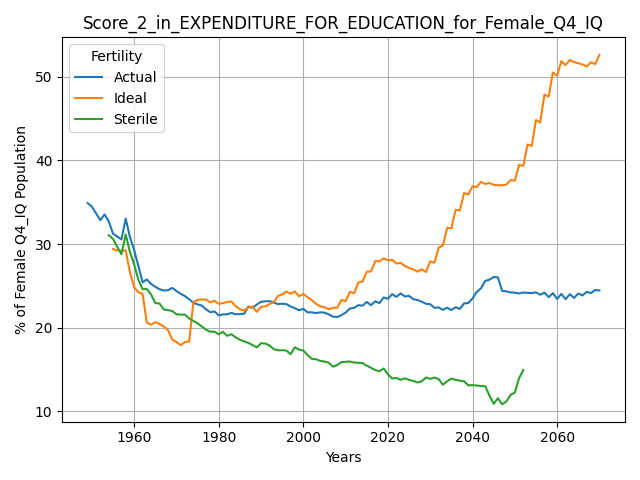 Score_2_in_EXPENDITURE_FOR_EDUCATION_for_Female_Q4_IQ
Fertility
Actual
Ideal
Sterile
% of Female Q4_IQ Population
50
40
30
20
10
1960 1980 2000 2020 2040 2060
Years